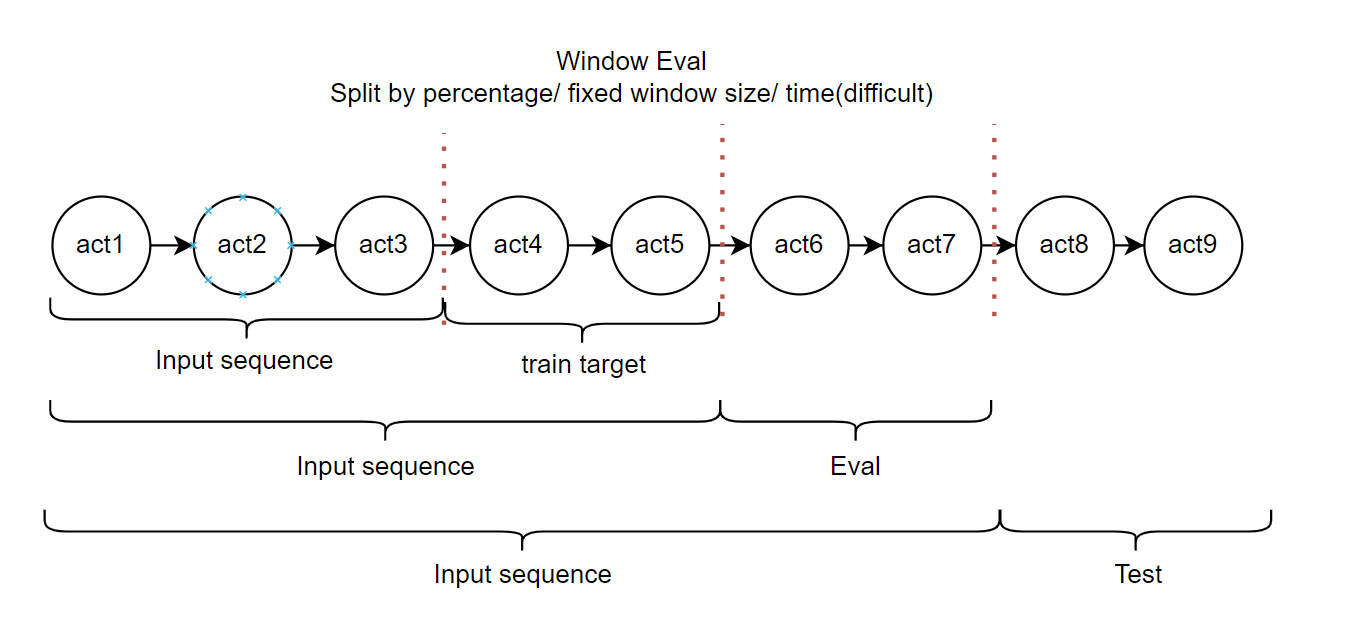 Window Eval
Split by percentage/ fixed window size/ time(difficult)
act1
act2
act3
act4
act5
act6
act7
act8
act9
Input sequence
train target
Input sequence
Eval
Input sequence
Test